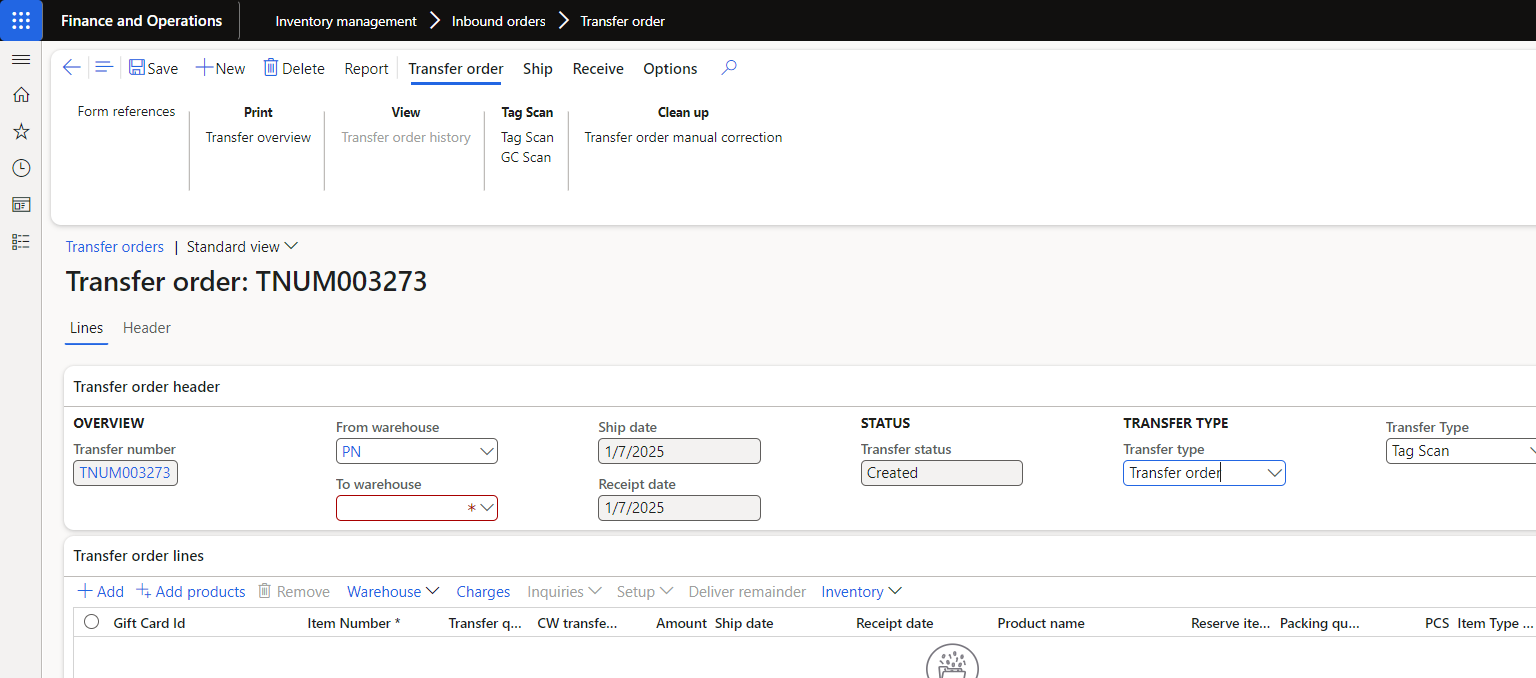 Finance and Operations
Inventory management Inbound orders Transfer order
Save New Delete Report Transfer order Ship Receive Options
Form references
Print
Transfer overview
View
Transfer order history
Tag Scan
Tag Scan
GC Scan
Clean up
Transfer order manual correction
Transfer orders | Standard view
Transfer order: TNUM003273
Lines Header
Transfer order header
OVERVIEW
Transfer number
TNUM003273
From warehouse
PN
To warehouse
*
Ship date
1/7/2025
Receipt date
1/7/2025
STATUS
Transfer status
Created
TRANSFER TYPE
Transfer type
Transfer order
Transfer Type
Tag Scan
Transfer order lines
Add Add products Remove Warehouse Charges Inquiries Setup Deliver remainder Inventory
Gift Card Id Item Number * Transfer q... CW transfe... Amount Ship date Receipt date Product name Reserve ite... Packing qu... PCS Item Type ...